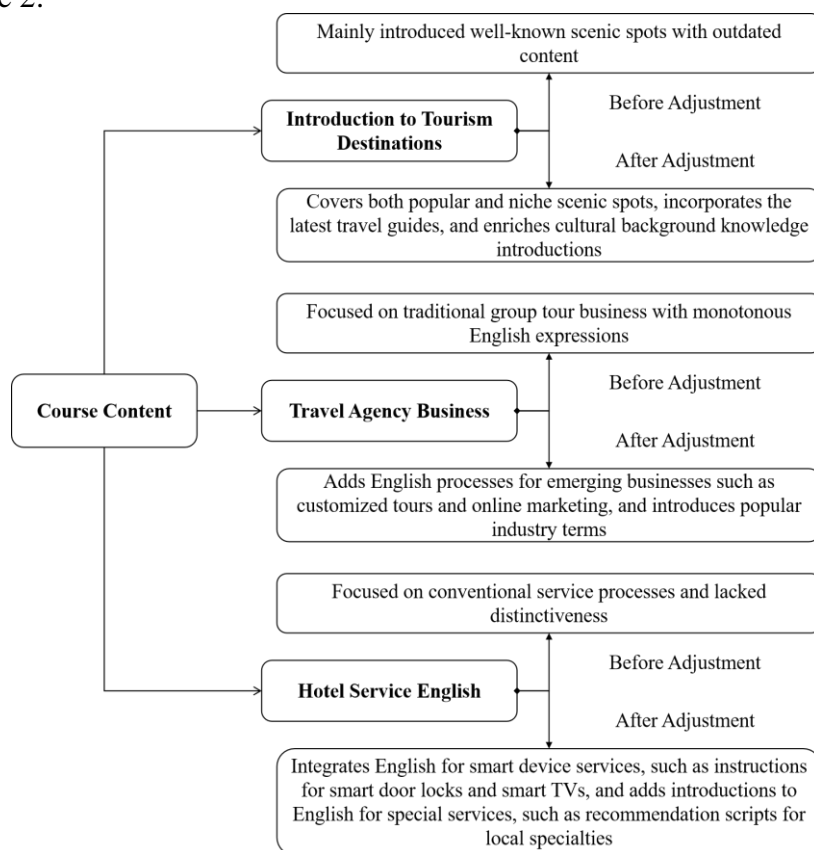 2.
Mainly introduced well-known scenic spots with outdated
content
Before Adjustment
Introduction to Tourism
Destinations
After Adjustment
Covers both popular and niche scenic spots, incorporates the
latest travel guides, and enriches cultural background knowledge
introductions
Focused on traditional group tour business with monotonous
English expressions
Before Adjustment
Course Content
Travel Agency Business
After Adjustment
Adds English processes for emerging businesses such as
customized tours and online marketing, and introduces popular
industry terms
Focused on conventional service processes and lacked
distinctiveness
Before Adjustment
Hotel Service English
After Adjustment
Integrates English for smart device services, such as instructions
for smart door locks and smart TVs, and adds introductions to
English for special services, such as recommendation scripts for
local specialties